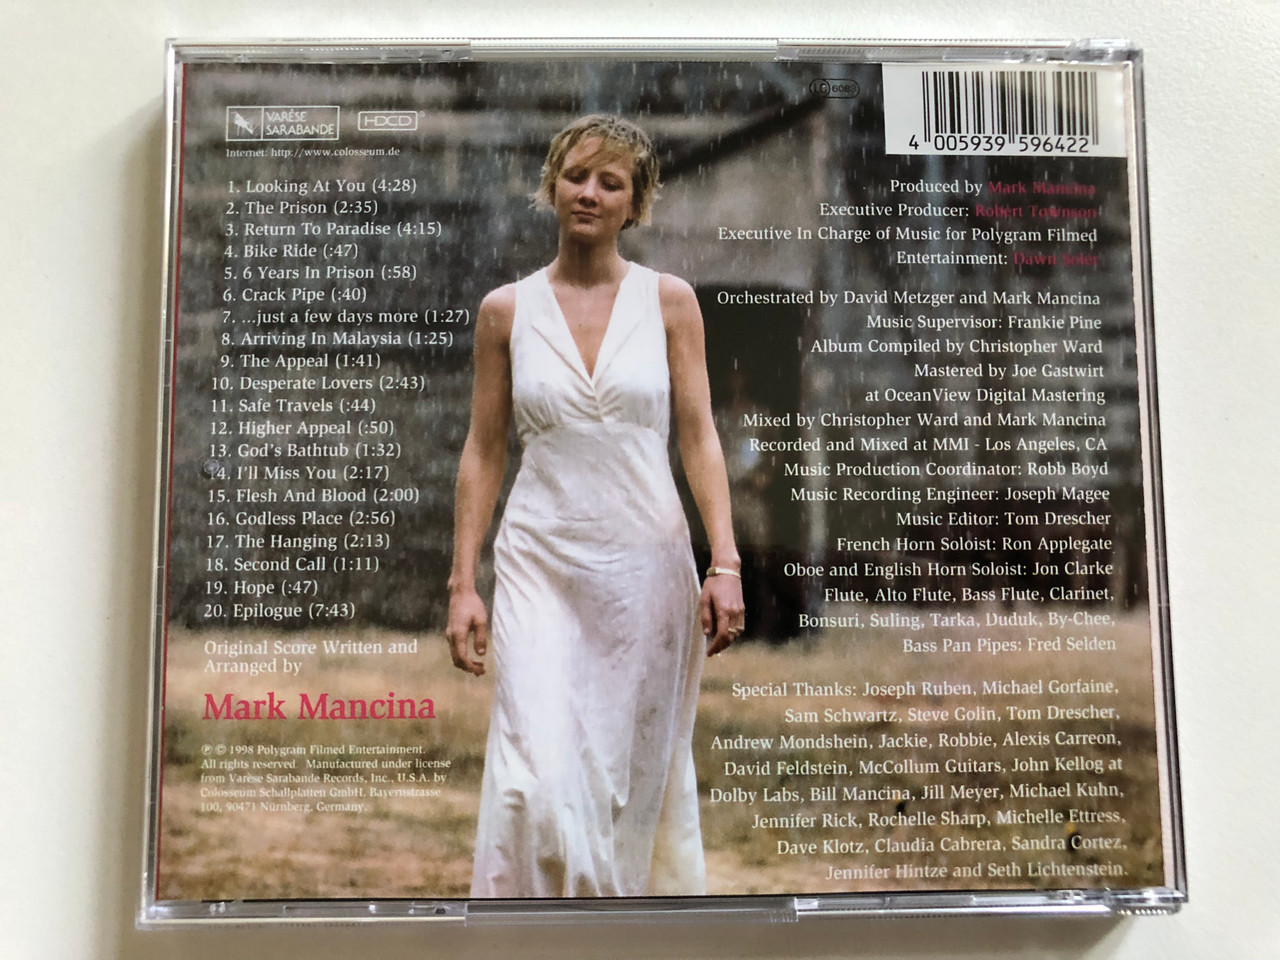 VARÈSE
SARABANDE
HDCD
Internet: http://www.colosseum.de
1. Looking At You (4:28)
2. The Prison (2:35)
3. Return To Paradise (4:15)
4. Bike Ride (:47)
5. 6 Years In Prison (:58)
6. Crack Pipe (:40)
7. ...just a few days more (1:27)
8. Arriving In Malaysia (1:25)
9. The Appeal (1:41)
10. Desperate Lovers (2:43)
11. Safe Travels (:44)
12. Higher Appeal (:50)
13. God's Bathtub (1:32)
14. I'll Miss You (2:17)
15. Flesh And Blood (2:00)
16. Godless Place (2:56)
17. The Hanging (2:13)
18. Second Call (1:11)
19. Hope (:47)
20. Epilogue (7:43)
Original Score Written and
Arranged by
Mark Mancina
℗ © 1998 Polygram Filmed Entertainment.
All rights reserved. Manufactured under license
from Varèse Sarabande Records, Inc., U.S.A. by
Colosseum Schallplatten GmbH, Bayernstrasse
100, 90471 Nürnberg, Germany.
LC 6083
4 005939 596422
Produced by Mark Mancina
Executive Producer: Robert Townson
Executive In Charge of Music for Polygram Filmed
Entertainment: Dawn Soler
Orchestrated by David Metzger and Mark Mancina
Music Supervisor: Frankie Pine
Album Compiled by Christopher Ward
Mastered by Joe Gastwirt
at OceanView Digital Mastering
Mixed by Christopher Ward and Mark Mancina
Recorded and Mixed at MMI - Los Angeles, CA
Music Production Coordinator: Robb Boyd
Music Recording Engineer: Joseph Magee
Music Editor: Tom Drescher
French Horn Soloist: Ron Applegate
Oboe and English Horn Soloist: Jon Clarke
Flute, Alto Flute, Bass Flute, Clarinet,
Bonsuri, Suling, Tarka, Duduk, By-Chee,
Bass Pan Pipes: Fred Selden
Special Thanks: Joseph Ruben, Michael Gorfaine,
Sam Schwartz, Steve Golin, Tom Drescher,
Andrew Mondshein, Jackie, Robbie, Alexis Carreon,
David Feldstein, McCollum Guitars, John Kellog at
Dolby Labs, Bill Mancina, Jill Meyer, Michael Kuhn,
Jennifer Rick, Rochelle Sharp, Michelle Ettress,
Dave Klotz, Claudia Cabrera, Sandra Cortez,
Jennifer Hintze and Seth Lichtenstein.